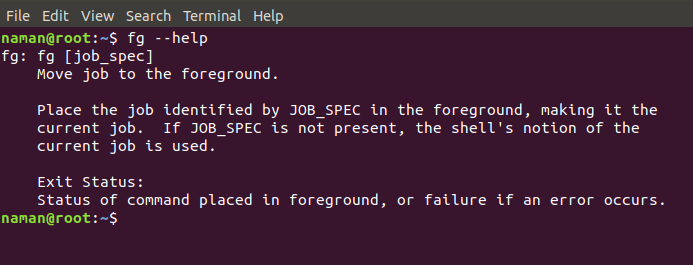 File Edit View Search Terminal Help
naman@root:~$ fg --help
fg: fg [job_spec]
    Move job to the foreground.

    Place the job identified by JOB_SPEC in the foreground, making it the
    current job.  If JOB_SPEC is not present, the shell's notion of the
    current job is used.

    Exit Status:
    Status of command placed in foreground, or failure if an error occurs.
naman@root:~$